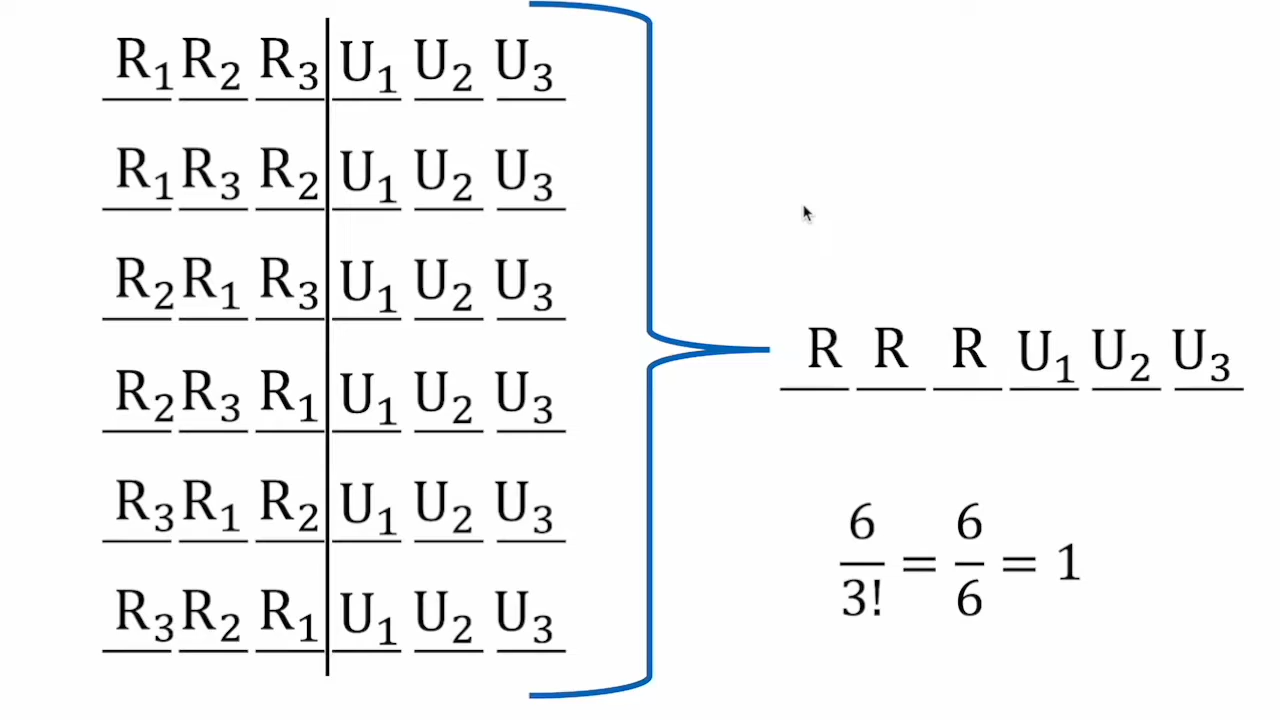 R₁ R₂ R₃ U₁ U₂ U₃
R₁ R₃ R₂ U₁ U₂ U₃
R₂ R₁ R₃ U₁ U₂ U₃
R₂ R₃ R₁ U₁ U₂ U₃
R₃ R₁ R₂ U₁ U₂ U₃
R₃ R₂ R₁ U₁ U₂ U₃
R R R U₁ U₂ U₃
6/3! = 6/6 = 1